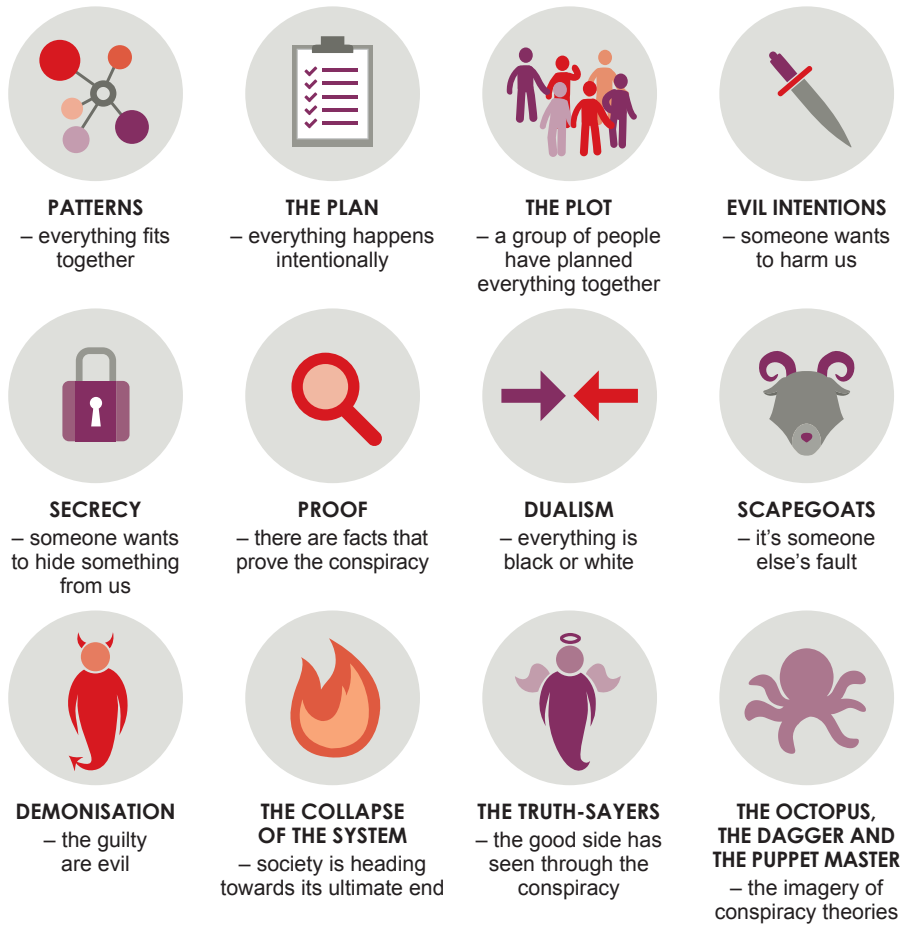 PATTERNS
– everything fits
together
THE PLAN
– everything happens
intentionally
THE PLOT
– a group of people
have planned
everything together
EVIL INTENTIONS
– someone wants
to harm us
SECRECY
– someone wants
to hide something
from us
PROOF
– there are facts that
prove the conspiracy
DUALISM
– everything is
black or white
SCAPEGOATS
– it's someone
else's fault
DEMONISATION
– the guilty
are evil
THE COLLAPSE
OF THE SYSTEM
– society is heading
towards its ultimate end
THE TRUTH-SAYERS
– the good side has
seen through the
conspiracy
THE OCTOPUS,
THE DAGGER AND
THE PUPPET MASTER
– the imagery of
conspiracy theories